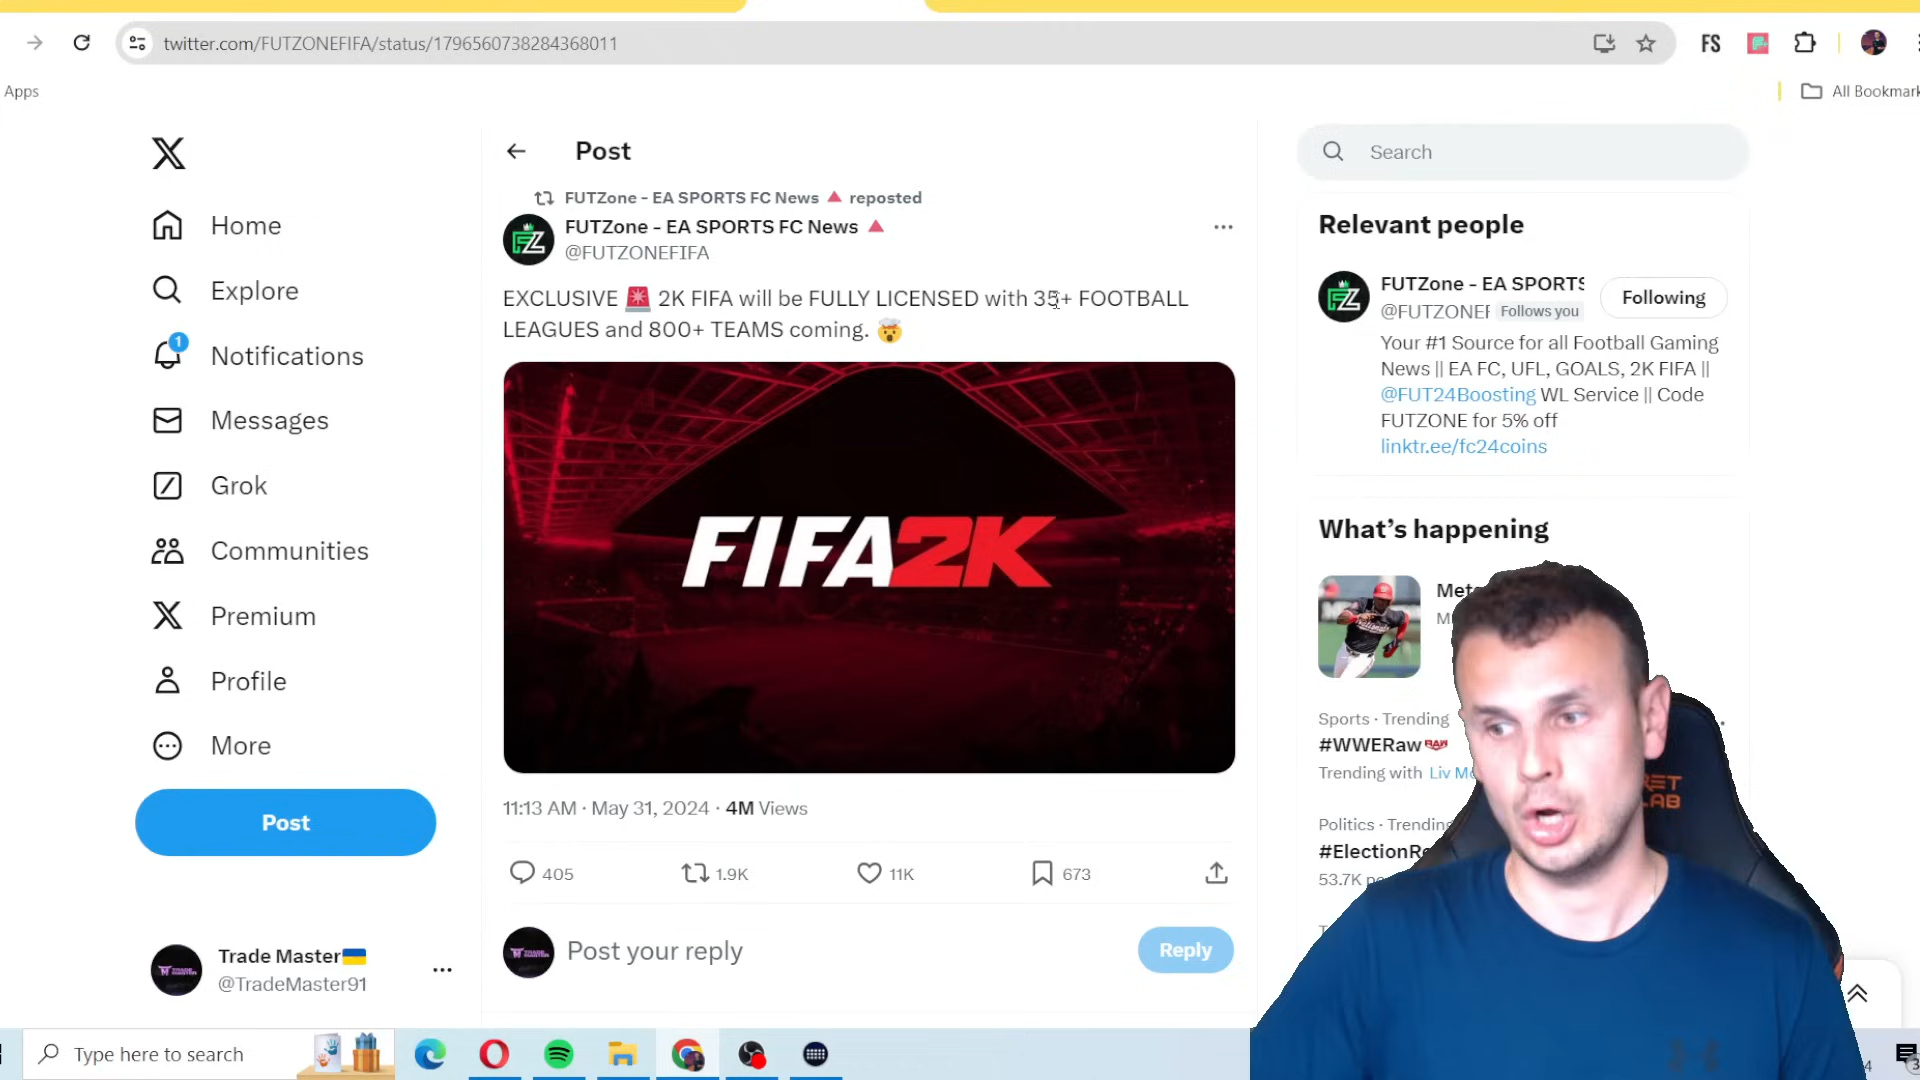 twitter.com/FUTZONEFIFA/status/1796560738284368011
FS
Apps
All Bookmark
Post
Search
FUTZone - EA SPORTS FC News 🔺 reposted
FUTZone - EA SPORTS FC News 🔺
@FUTZONEFIFA
EXCLUSIVE 🚨 2K FIFA will be FULLY LICENSED with 35+ FOOTBALL
LEAGUES and 800+ TEAMS coming. 🤯
FIFA2K
11:13 AM · May 31, 2024 · 4M Views
405
1.9K
11K
673
Post your reply
Reply
Home
Explore
1
Notifications
Messages
Grok
Communities
Premium
Profile
More
Post
Trade Master🇺🇦
@TradeMaster91
Relevant people
FUTZone - EA SPORTS
@FUTZONEF
Follows you
Following
Your #1 Source for all Football Gaming
News || EA FC, UFL, GOALS, 2K FIFA ||
@FUT24Boosting WL Service || Code
FUTZONE for 5% off
linktr.ee/fc24coins
What's happening
Sports · Trending
#WWERaw
Trending with Liv
Politics · Trending
#ElectionRe
53.7K
Type here to search